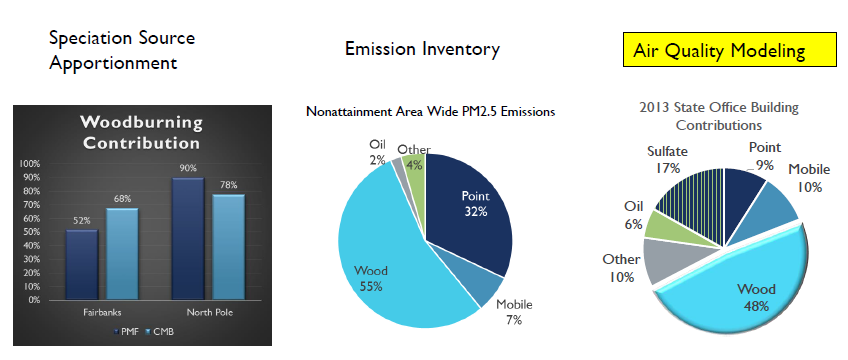 Speciation Source
Apportionment
Emission Inventory
Air Quality Modeling
Woodburning
Contribution
100%
90%
80%
70%
60%
50%
40%
30%
20%
10%
0%
52%
68%
90%
78%
Fairbanks
North Pole
PMF
CMB
Nonattainment Area Wide PM2.5 Emissions
Oil
2%
Other
4%
Point
32%
Wood
55%
Mobile
7%
2013 State Office Building
Contributions
Sulfate
17%
Point
9%
Mobile
10%
Oil
6%
Other
10%
Wood
48%